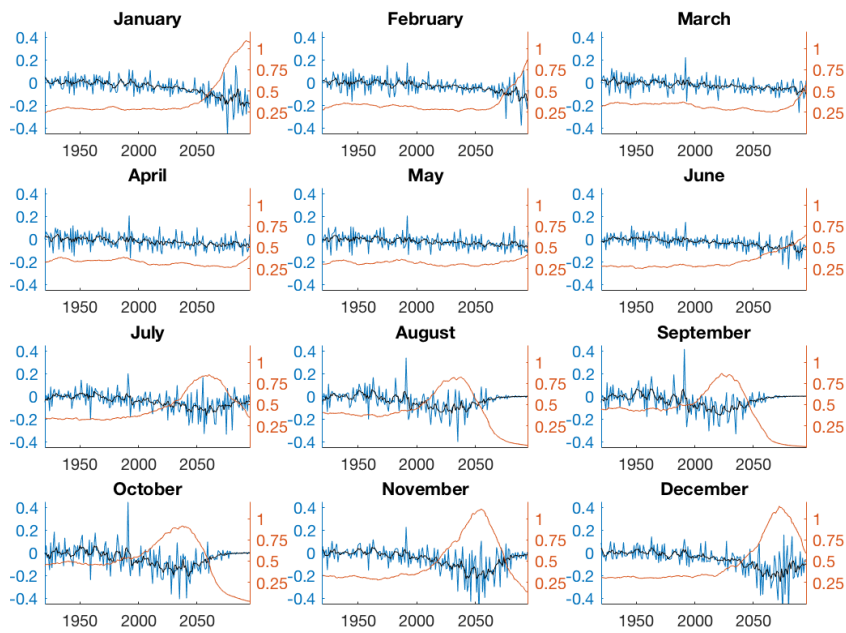 January February March
0.4 1 0.4 1 0.4 1
0.2 0.75 0.2 0.75 0.2 0.75
0 0.5 0 0.5 0 0.5
-0.2 0.25 -0.2 0.25 -0.2 0.25
-0.4 -0.4 -0.4
1950 2000 2050 1950 2000 2050 1950 2000 2050
April May June
0.4 1 0.4 1 0.4 1
0.2 0.75 0.2 0.75 0.2 0.75
0 0.5 0 0.5 0 0.5
-0.2 0.25 -0.2 0.25 -0.2 0.25
-0.4 -0.4 -0.4
1950 2000 2050 1950 2000 2050 1950 2000 2050
July August September
0.4 1 0.4 1 0.4 1
0.2 0.75 0.2 0.75 0.2 0.75
0 0.5 0 0.5 0 0.5
-0.2 0.25 -0.2 0.25 -0.2 0.25
-0.4 -0.4 -0.4
1950 2000 2050 1950 2000 2050 1950 2000 2050
October November December
0.4 1 0.4 1 0.4 1
0.2 0.75 0.2 0.75 0.2 0.75
0 0.5 0 0.5 0 0.5
-0.2 0.25 -0.2 0.25 -0.2 0.25
-0.4 -0.4 -0.4
1950 2000 2050 1950 2000 2050 1950 2000 2050